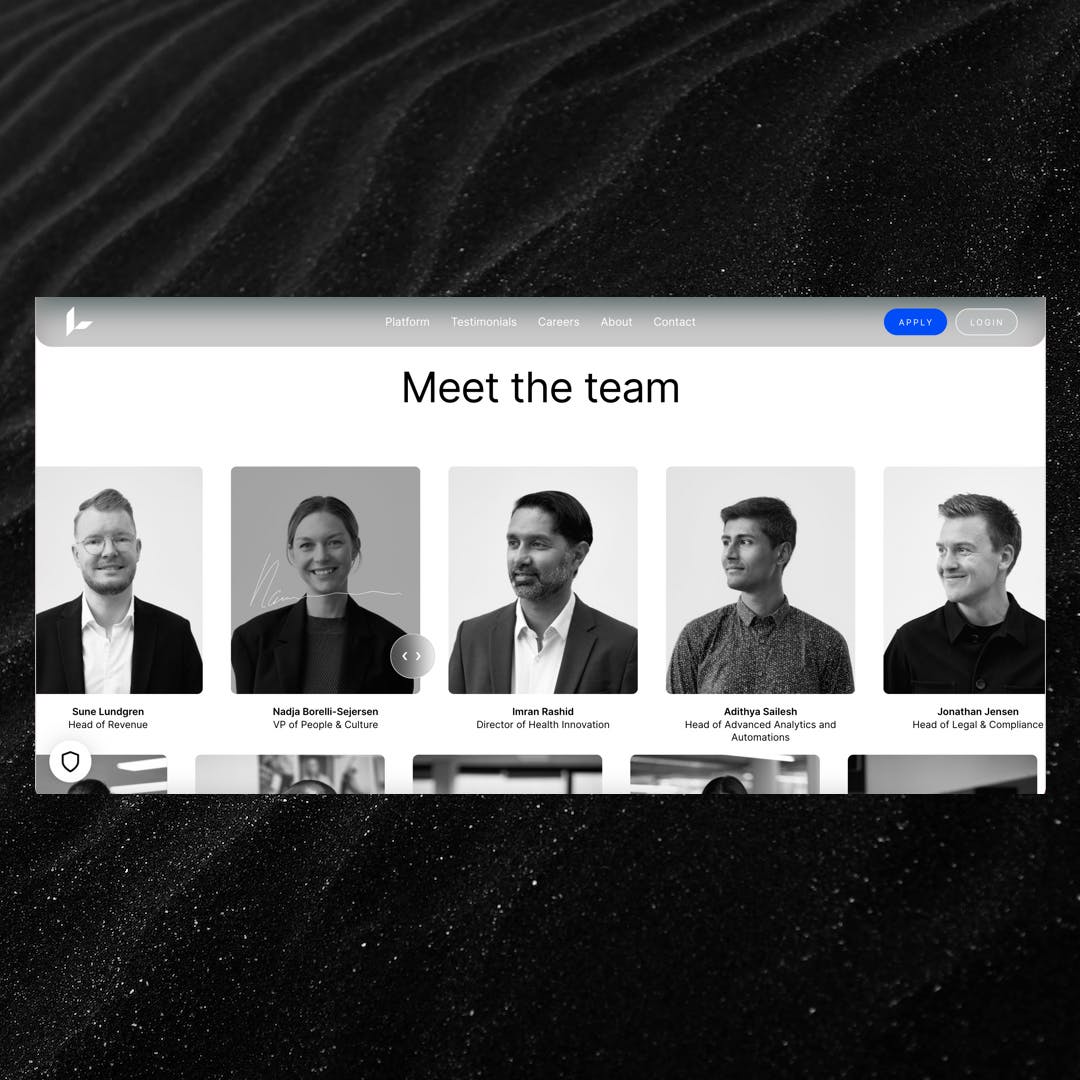 Platform Testimonials Careers About Contact APPLY LOGIN
Meet the team
Sune Lundgren
Head of Revenue
Nadja Borelli-Sejersen
VP of People & Culture
Imran Rashid
Director of Health Innovation
Adithya Sailesh
Head of Advanced Analytics and
Automations
Jonathan Jensen
Head of Legal & Compliance